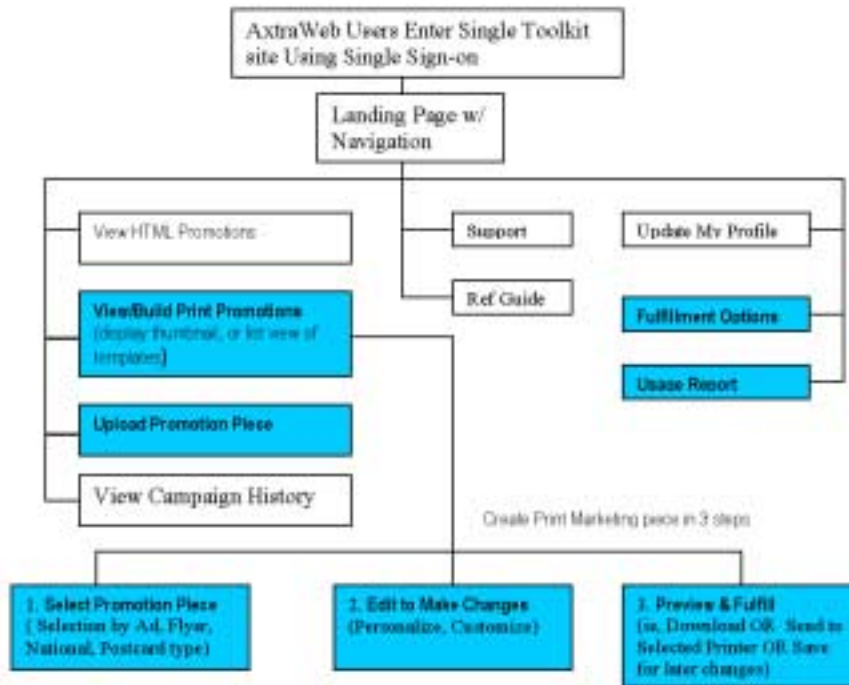 AxtraWeb Users Enter Single Toolkit
site Using Single Sign-on
Landing Page w/
Navigation
View HTML Promotions
Support
Update My Profile
View/Build Print Promotions
(display thumbnail, or list view of
templates)
Ref Guide
Fulfillment Options
Usage Report
Upload Promotion Piece
View Campaign History
Create Print Marketing piece in 3 steps
1. Select Promotion Piece
( Selection by Ad, Flyer,
National, Postcard type)
2. Edit to Make Changes
(Personalize, Customize)
3. Preview & Fulfill
(ie, Download OR Send to
Selected Printer OR Save
for later changes)